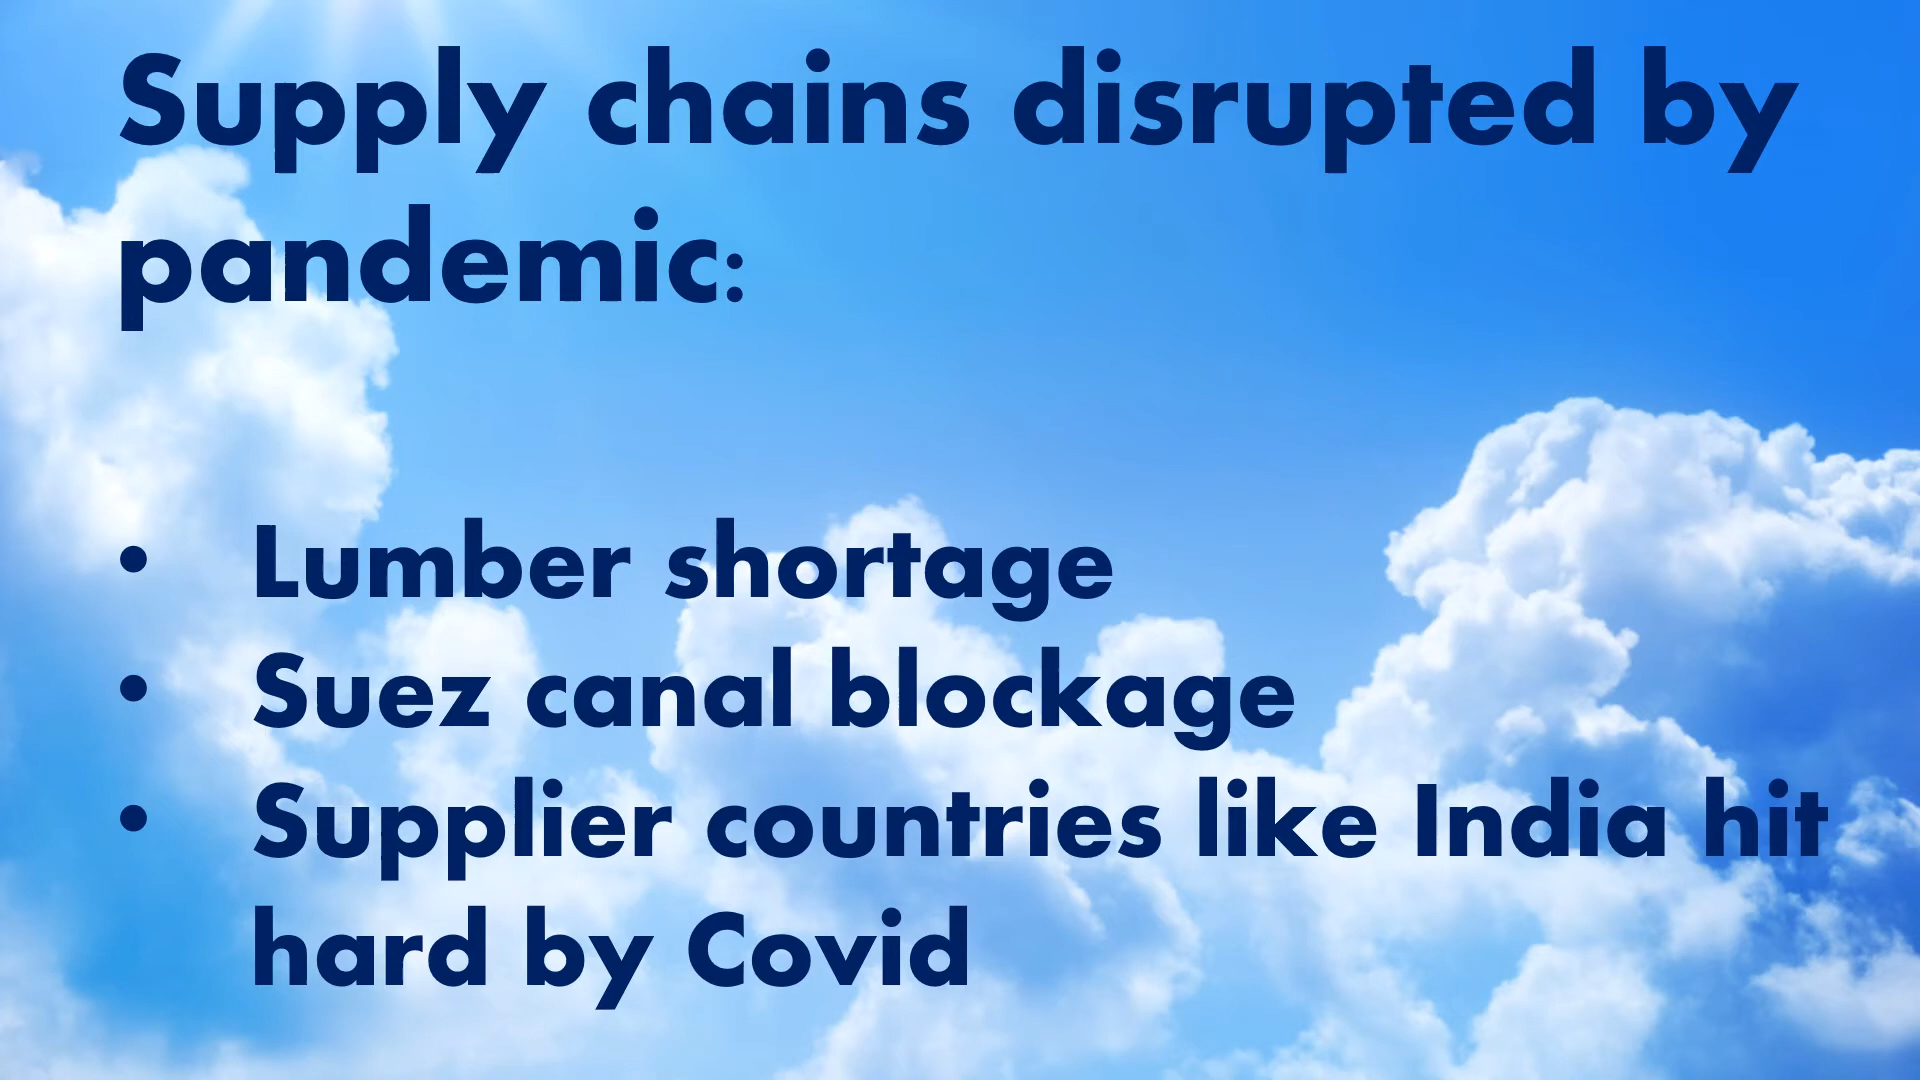 Supply chains disrupted by
pandemic:
• Lumber shortage
• Suez canal blockage
• Supplier countries like India hit
hard by Covid